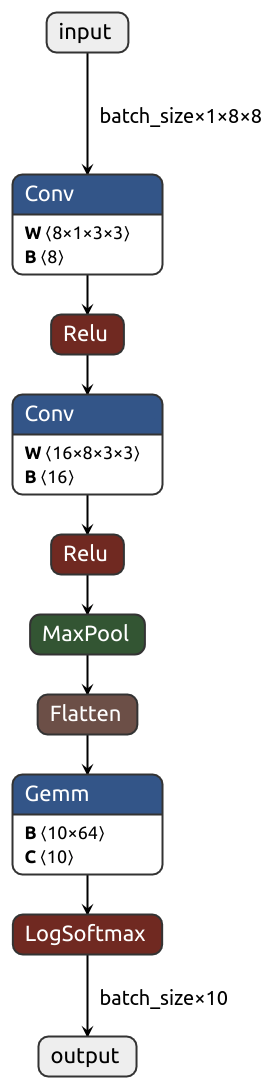 input
batch_size×1×8×8
Conv
W ⟨8×1×3×3⟩
B ⟨8⟩
Relu
Conv
W ⟨16×8×3×3⟩
B ⟨16⟩
Relu
MaxPool
Flatten
Gemm
B ⟨10×64⟩
C ⟨10⟩
LogSoftmax
batch_size×10
output